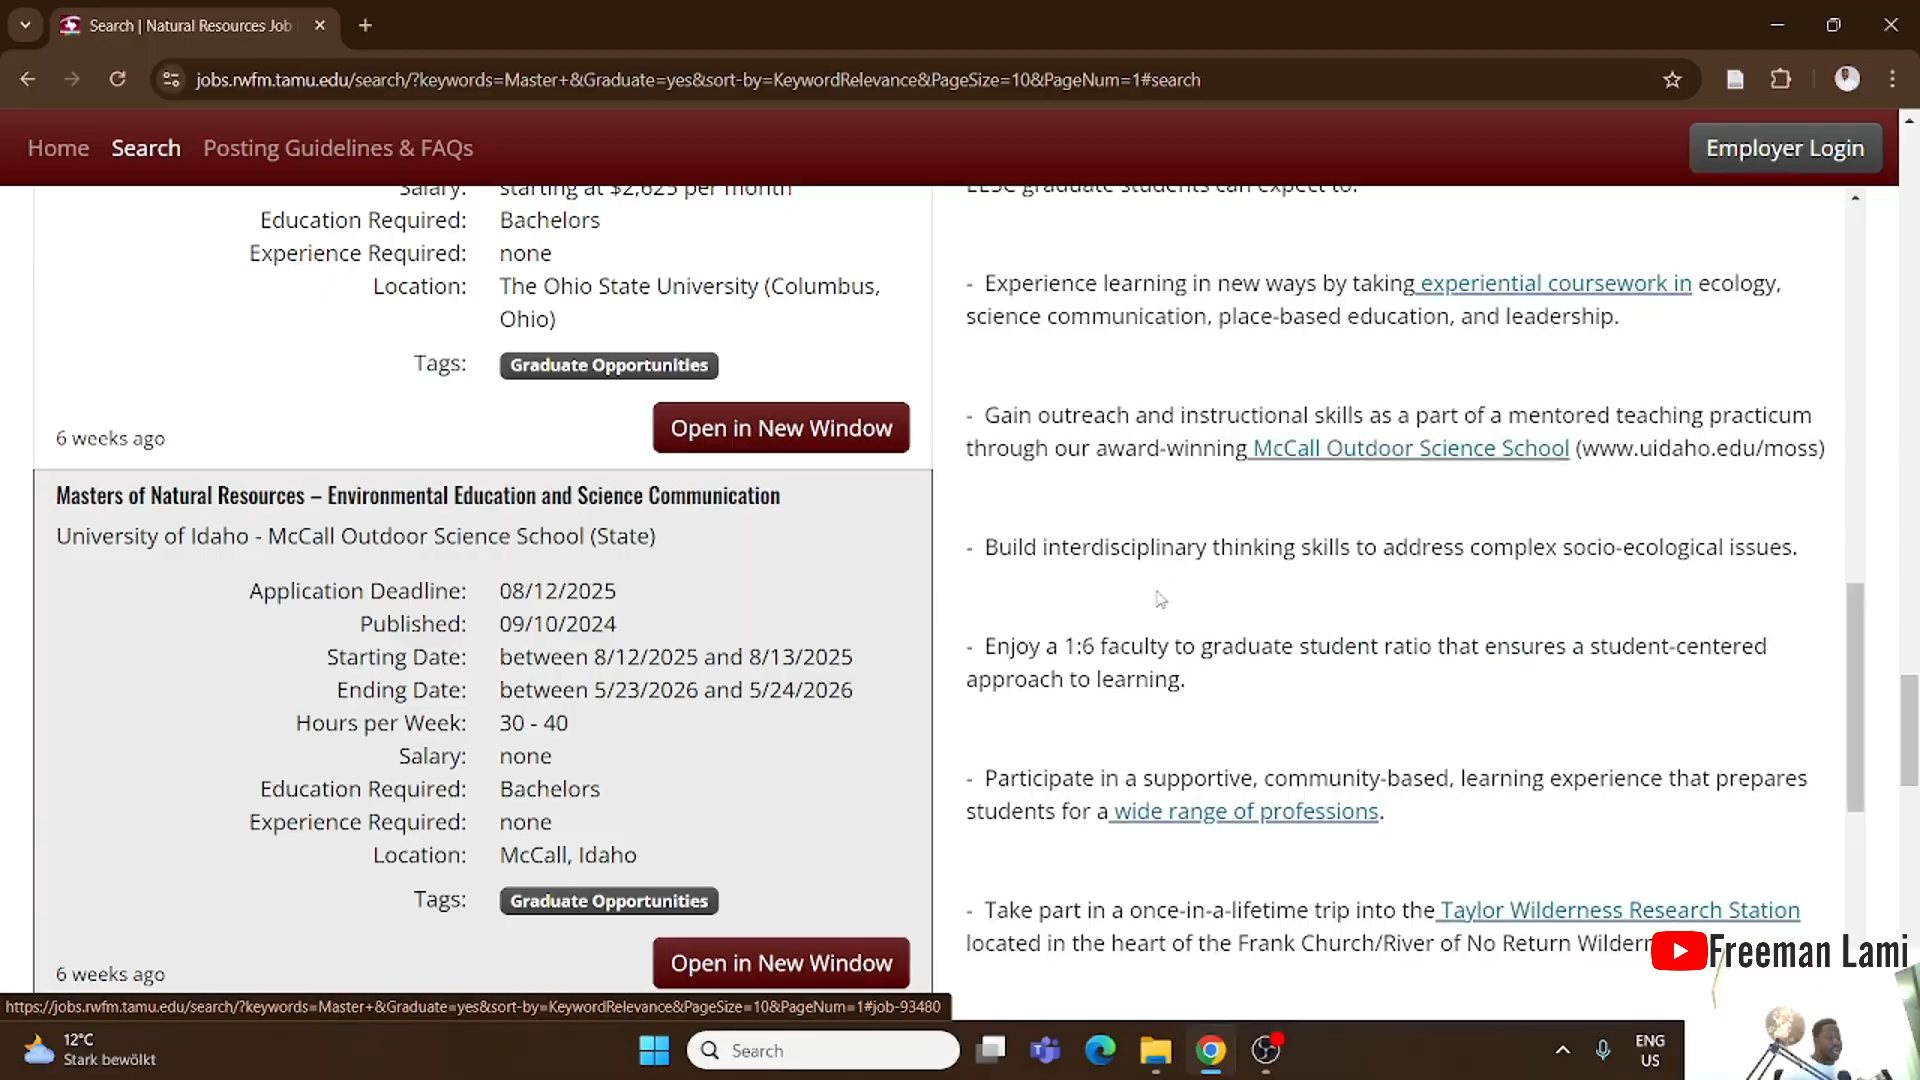 Search | Natural Resources Job
jobs.rwfm.tamu.edu/search/?keywords=Master+&Graduate=yes&sort-by=KeywordRelevance&PageSize=10&PageNum=1#search
Home Search Posting Guidelines & FAQs Employer Login
Salary: starting at $2,625 per month
Education Required: Bachelors
Experience Required: none
Location: The Ohio State University (Columbus,
Ohio)
Tags: Graduate Opportunities
6 weeks ago Open in New Window
Masters of Natural Resources – Environmental Education and Science Communication
University of Idaho - McCall Outdoor Science School (State)
Application Deadline: 08/12/2025
Published: 09/10/2024
Starting Date: between 8/12/2025 and 8/13/2025
Ending Date: between 5/23/2026 and 5/24/2026
Hours per Week: 30 - 40
Salary: none
Education Required: Bachelors
Experience Required: none
Location: McCall, Idaho
Tags: Graduate Opportunities
6 weeks ago Open in New Window
EESC graduate students can expect to:
- Experience learning in new ways by taking experiential coursework in ecology,
science communication, place-based education, and leadership.
- Gain outreach and instructional skills as a part of a mentored teaching practicum
through our award-winning McCall Outdoor Science School (www.uidaho.edu/moss)
- Build interdisciplinary thinking skills to address complex socio-ecological issues.
- Enjoy a 1:6 faculty to graduate student ratio that ensures a student-centered
approach to learning.
- Participate in a supportive, community-based, learning experience that prepares
students for a wide range of professions.
- Take part in a once-in-a-lifetime trip into the Taylor Wilderness Research Station
located in the heart of the Frank Church/River of No Return
Freeman Lami
https://jobs.rwfm.tamu.edu/search/?keywords=Master+&Graduate=yes&sort-by=KeywordRelevance&PageSize=10&PageNum=1#job-93480
12°C
Stark bewölkt
Search
ENG
US